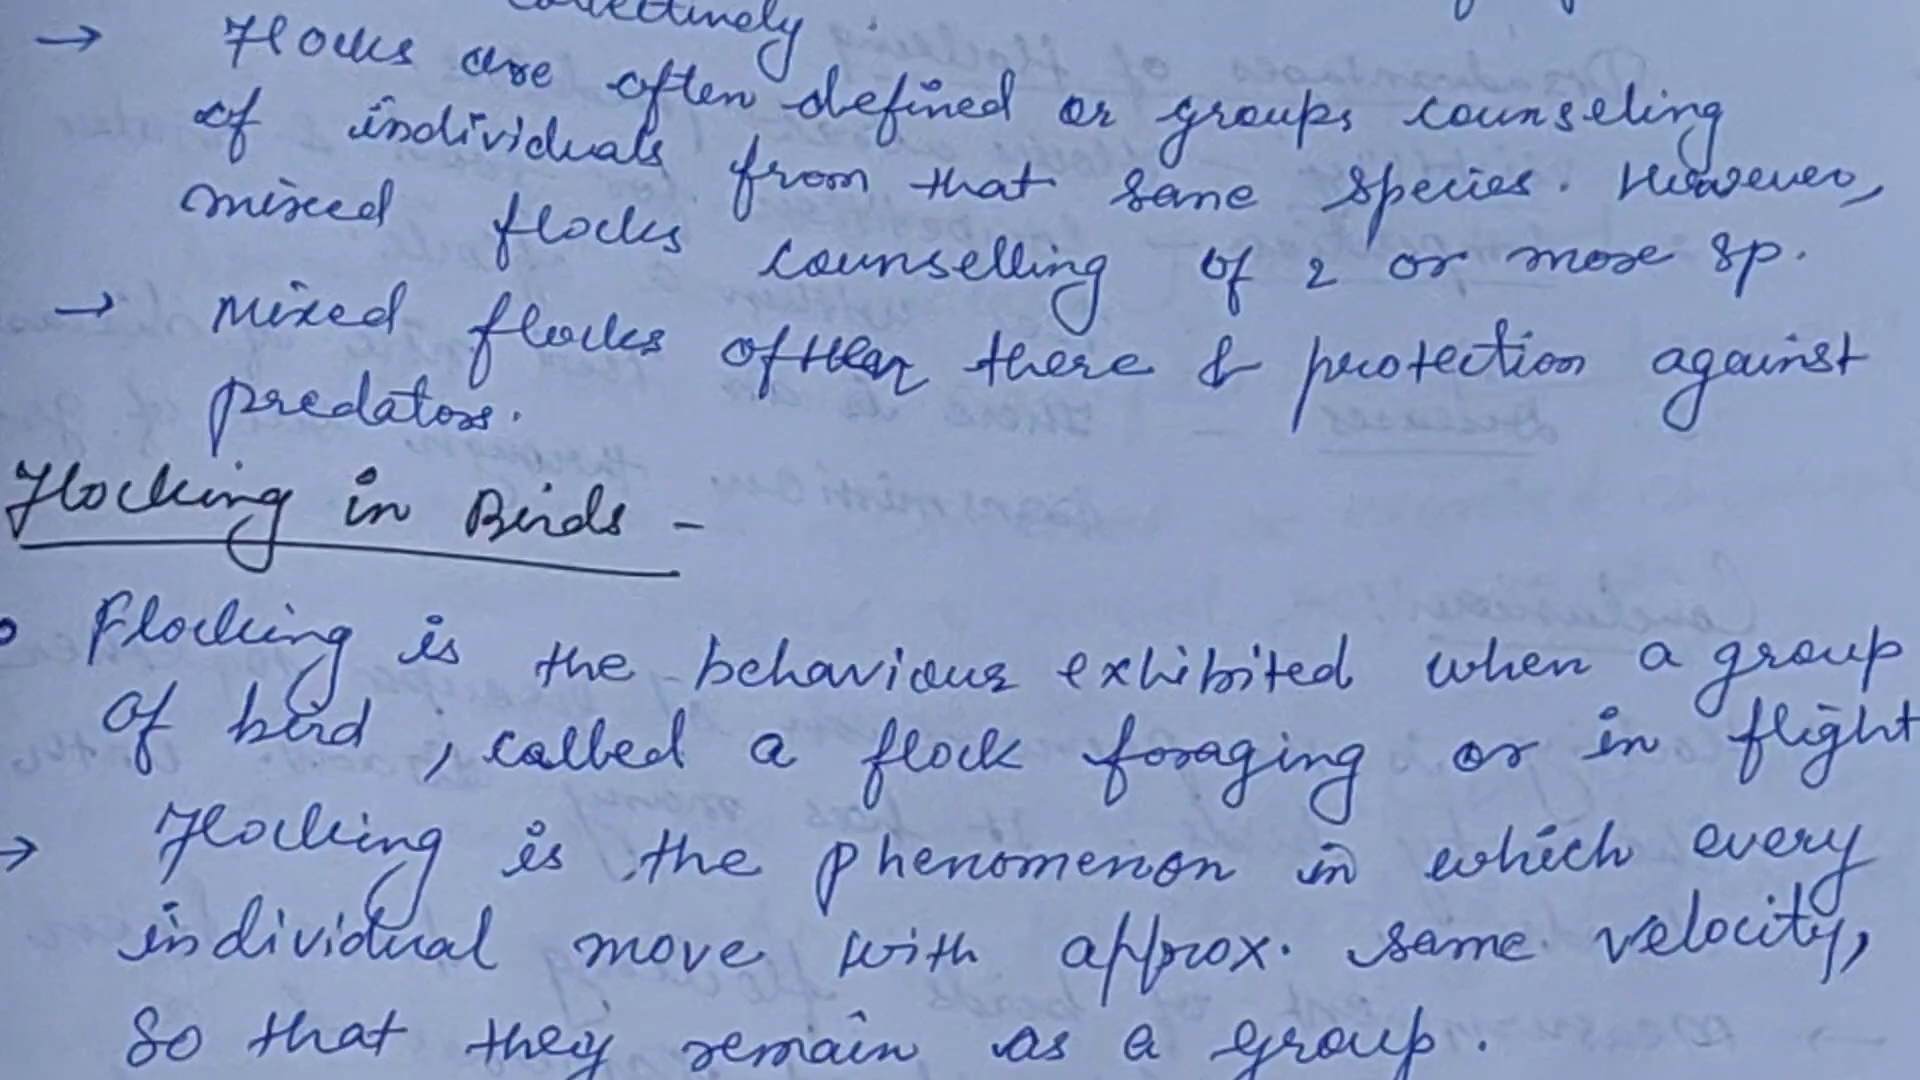 collectively
→ Flocks are often defined or groups counseling
of individuals from that same species. However,
mixed flocks counselling of 2 or more sp.
→ Mixed flocks often there & protection against
predators.
Flocking in Birds -
Flocking is the behaviour exhibited when a group
of bird, called a flock foraging or in flight
→ Flocking is the phenomenon in which every
individual move with approx. same velocity,
So that they remain as a group.